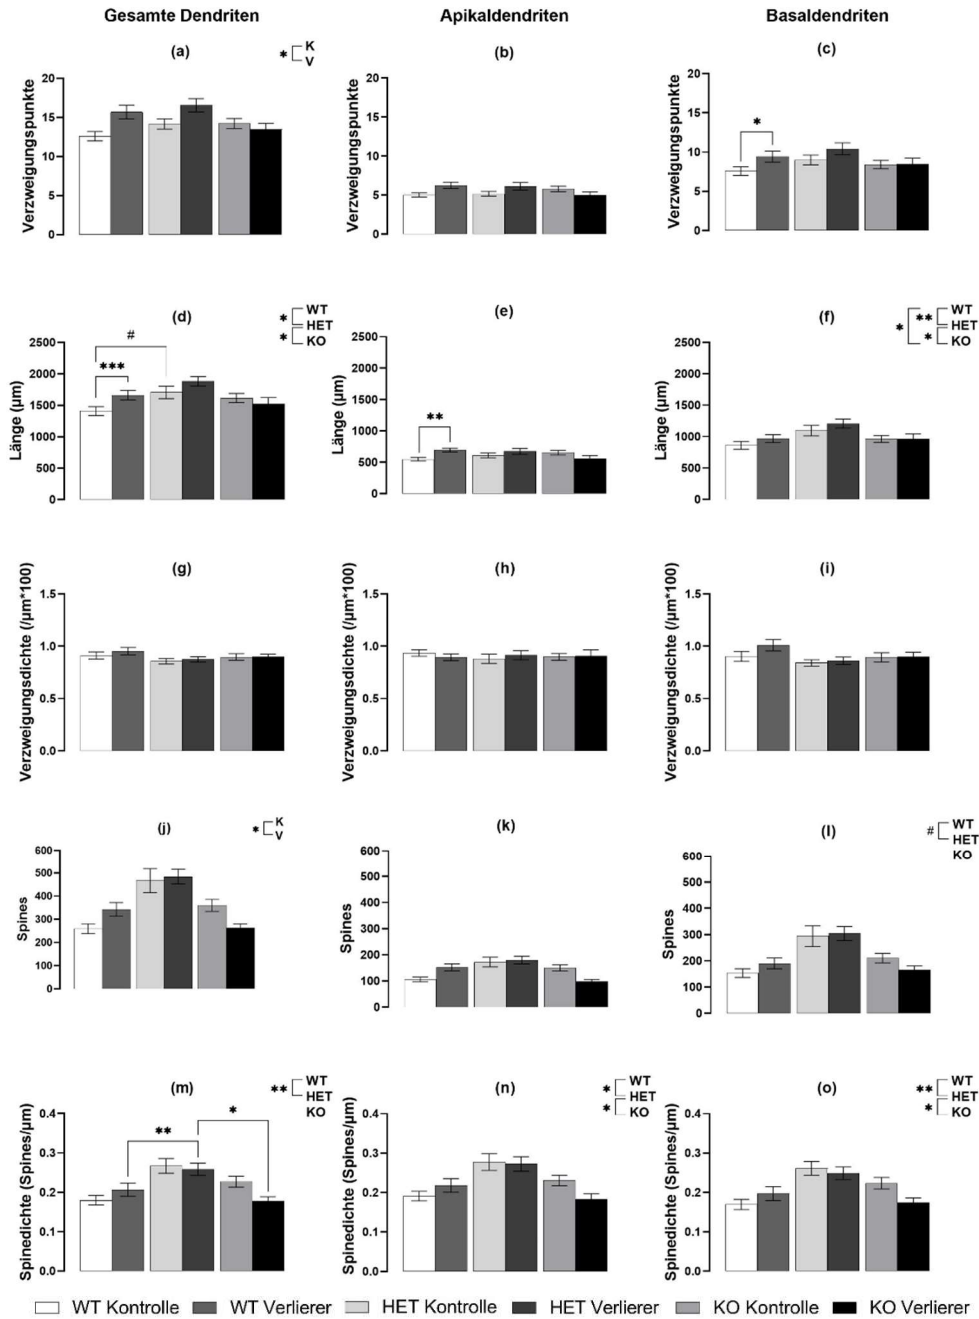 Gesamte Dendriten Apikaldendriten Basaldendriten
(a) * K V
Verzweigungspunkte
20
15
10
5
0
(b)
Verzweigungspunkte
20
15
10
5
0
(c)
Verzweigungspunkte
20
15
10
5
0
*
(d) * WT HET * KO
Länge (µm)
2500
2000
1500
1000
500
0
#
***
(e)
Länge (µm)
2500
2000
1500
1000
500
0
**
(f) * ** WT HET * KO
Länge (µm)
2500
2000
1500
1000
500
0
(g)
Verzweigungsdichte (/µm*100)
1.5
1.0
0.5
0.0
(h)
Verzweigungsdichte (/µm*100)
1.5
1.0
0.5
0.0
(i)
Verzweigungsdichte (/µm*100)
1.5
1.0
0.5
0.0
(j) * K V
Spines
600
500
400
300
200
100
0
(k)
Spines
600
500
400
300
200
100
0
(l) # WT HET KO
Spines
600
500
400
300
200
100
0
(m) ** WT HET KO
Spinedichte (Spines/µm)
0.4
0.3
0.2
0.1
0.0
**
*
(n) * WT HET * KO
Spinedichte (Spines/µm)
0.4
0.3
0.2
0.1
0.0
(o) ** WT HET * KO
Spinedichte (Spines/µm)
0.4
0.3
0.2
0.1
0.0
WT Kontrolle WT Verlierer HET Kontrolle HET Verlierer KO Kontrolle KO Verlierer